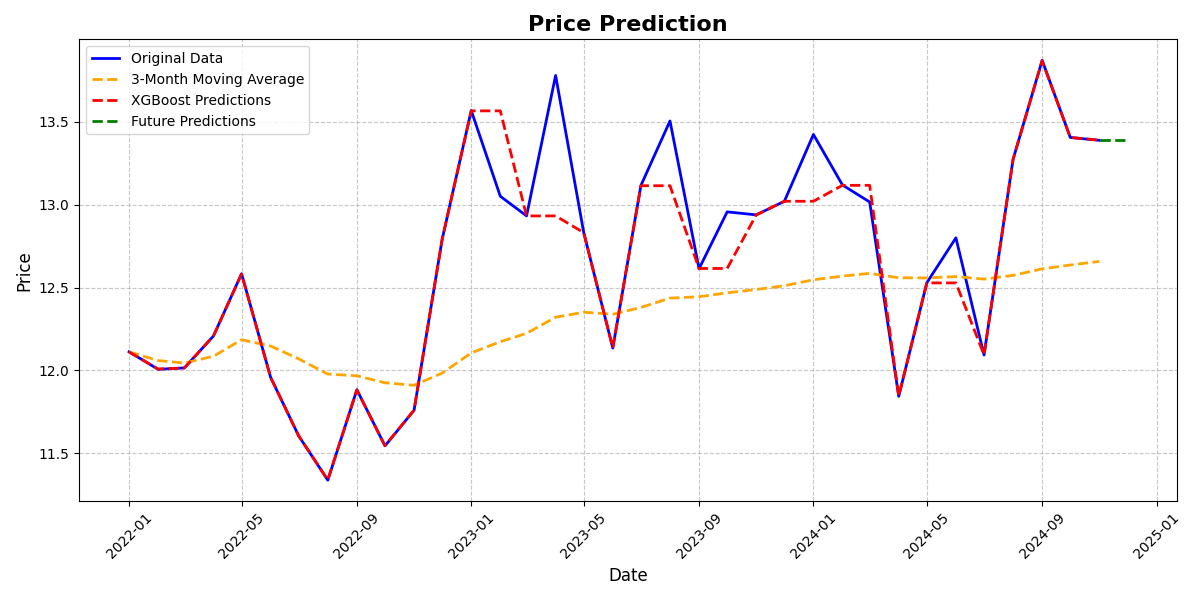 Price Prediction
Original Data
3-Month Moving Average
XGBoost Predictions
Future Predictions
Price
13.5
13.0
12.5
12.0
11.5
2022-01
2022-05
2022-09
2023-01
2023-05
2023-09
2024-01
2024-05
2024-09
2025-01
Date